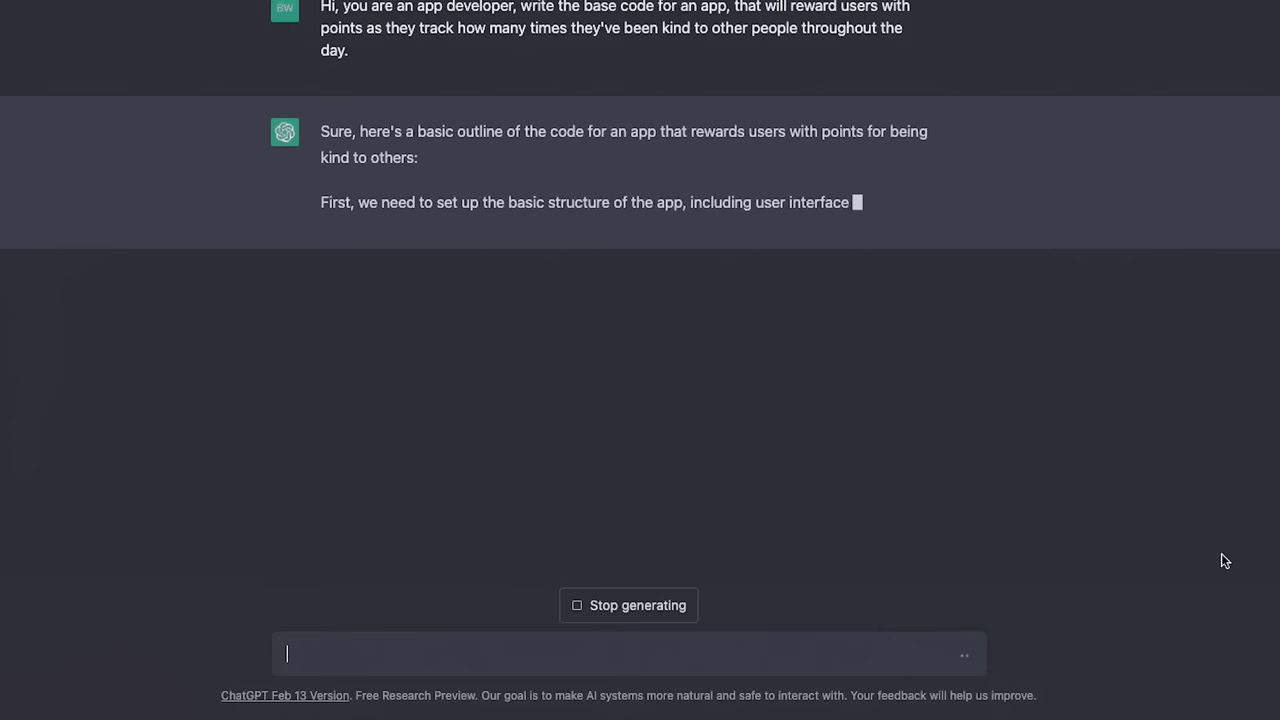 BW
Hi, you are an app developer, write the base code for an app, that will reward users with
points as they track how many times they've been kind to other people throughout the
day.
Sure, here's a basic outline of the code for an app that rewards users with points for being
kind to others:
First, we need to set up the basic structure of the app, including user interface
Stop generating
ChatGPT Feb 13 Version. Free Research Preview. Our goal is to make AI systems more natural and safe to interact with. Your feedback will help us improve.